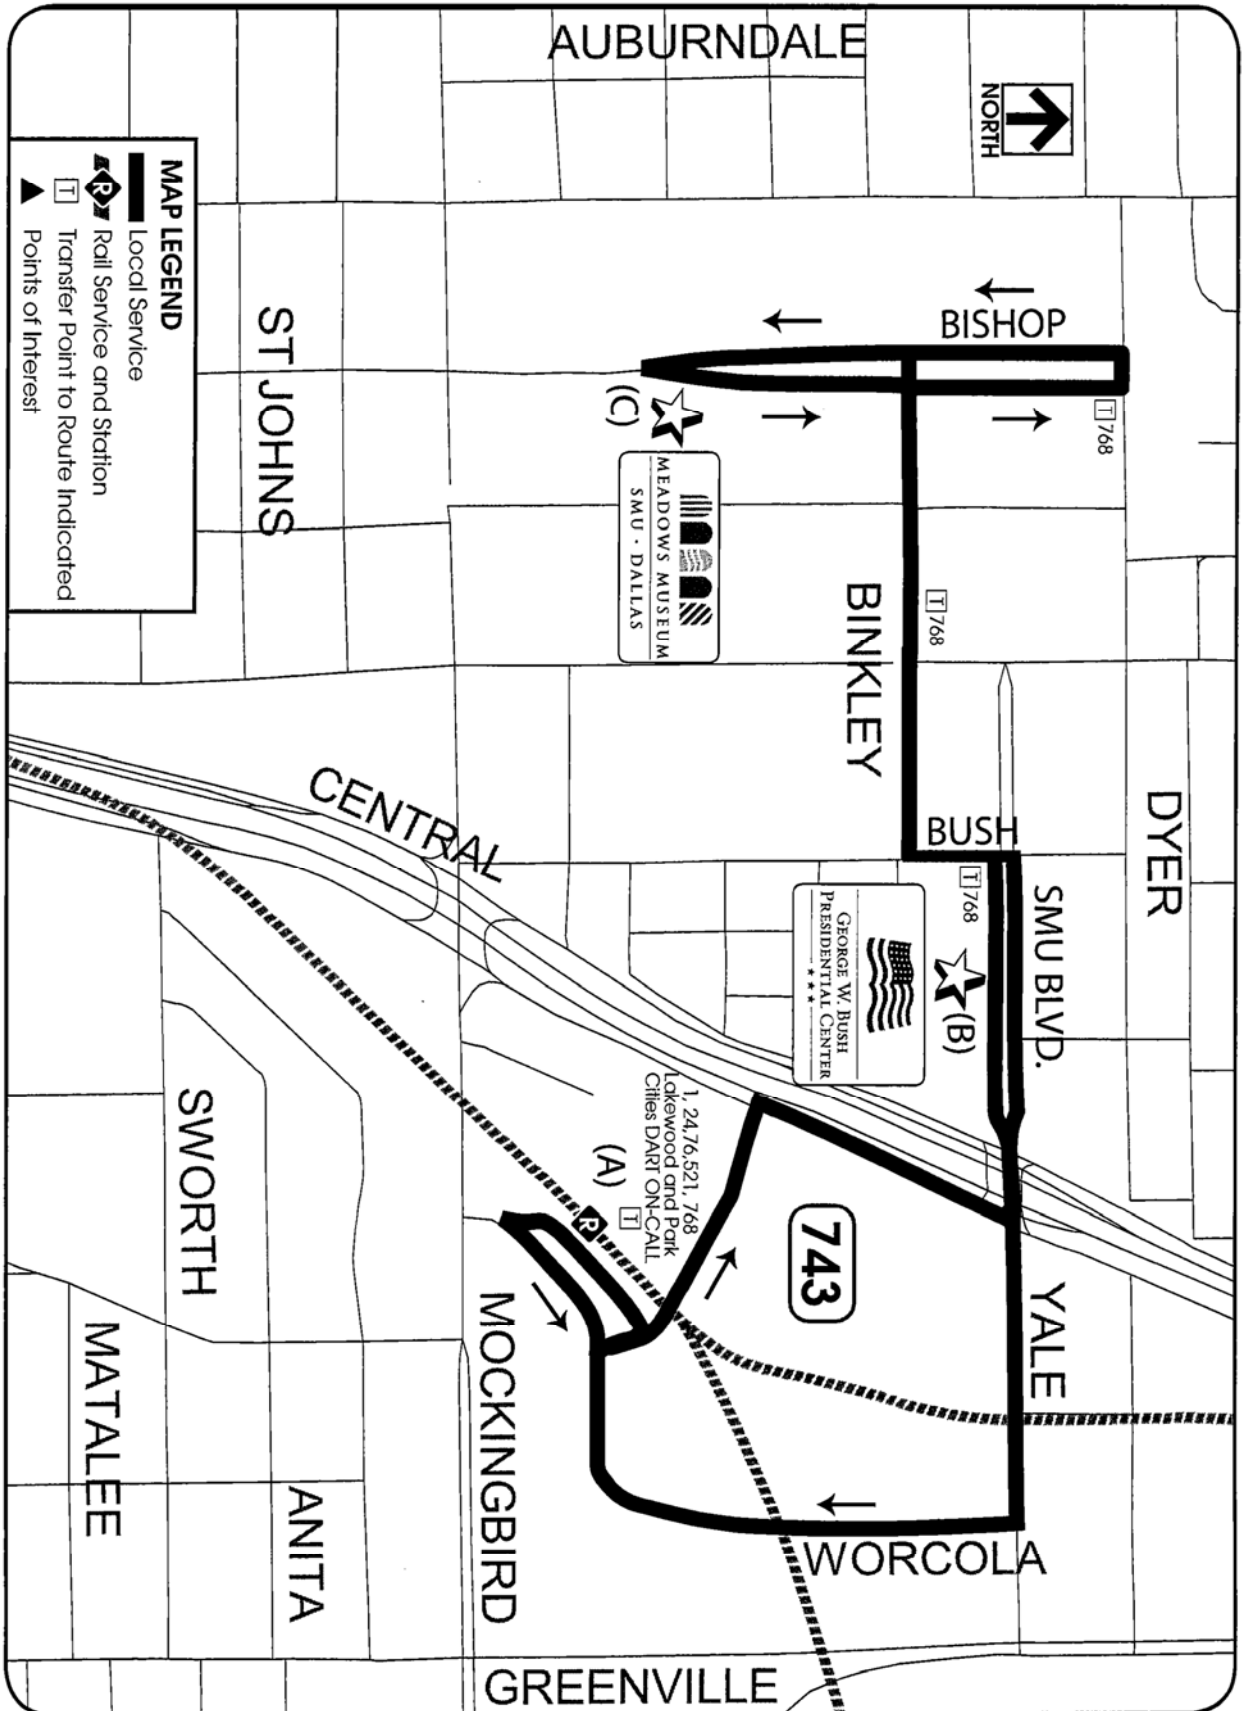 AUBURNDALE
NORTH
BISHOP
T 768
DYER
BINKLEY
T 768
BUSH
T 768
SMU BLVD.
(B)
GEORGE W. BUSH
PRESIDENTIAL CENTER
★ ★ ★
(C)
MEADOWS MUSEUM
SMU · DALLAS
ST JOHNS
CENTRAL
YALE
743
1, 24,76,521, 768
Lakewood and Park
Cities DART ON-CALL
T
(A)
R
MOCKINGBIRD
WORCOLA
GREENVILLE
SWORTH
ANITA
MATALEE
MAP LEGEND
Local Service
R Rail Service and Station
T Transfer Point to Route Indicated
Points of Interest